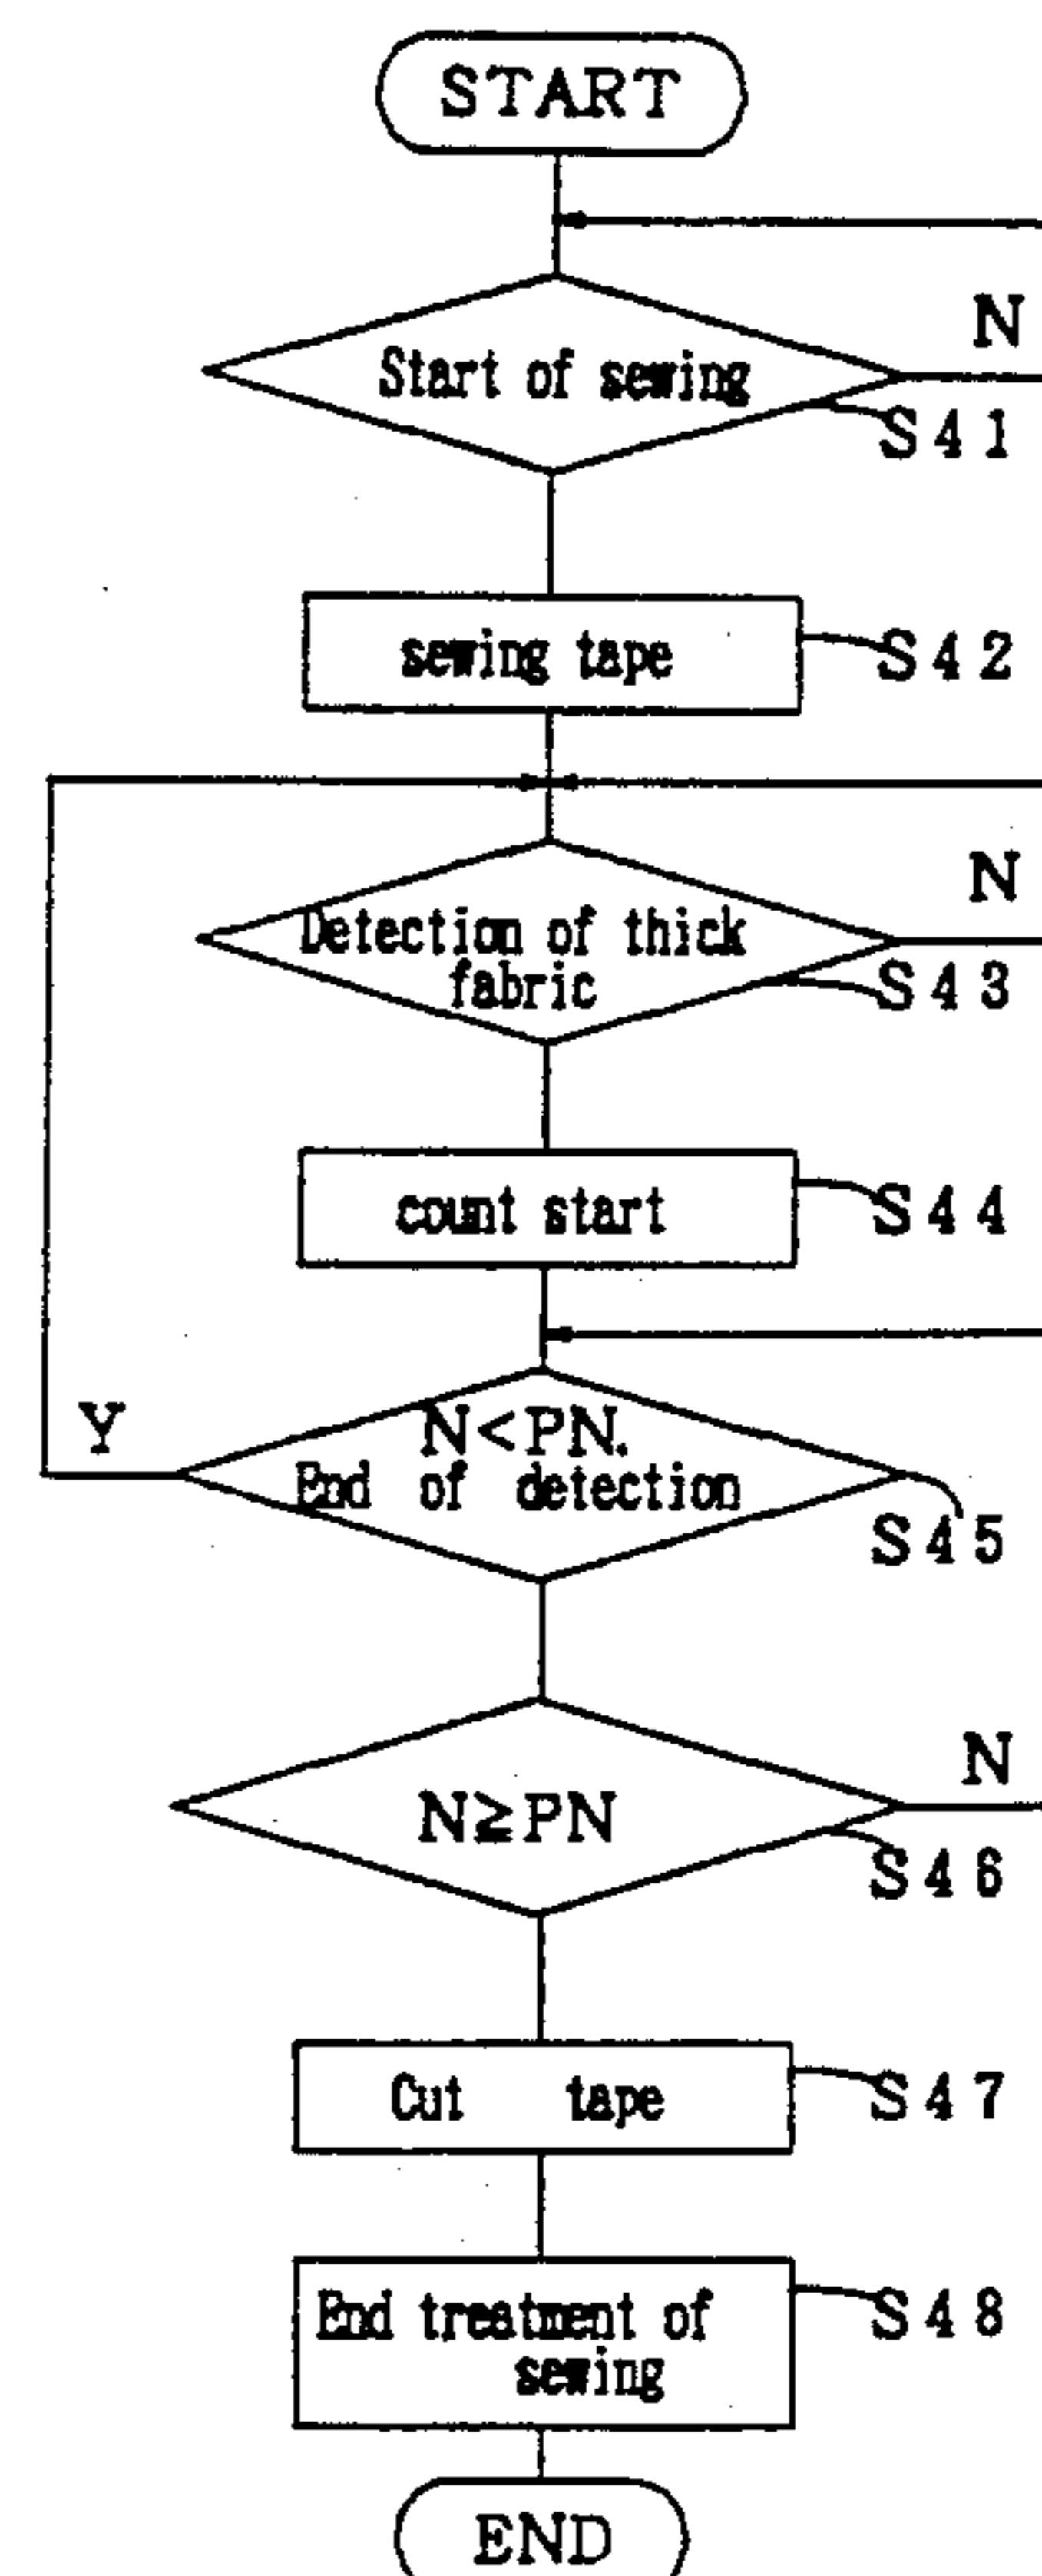 START
N
Start of sewing
S41
sewing tape
S42
N
Detection of thick
fabric
S43
count start
S44
Y
N<PN.
End of detection
S45
N
N≧PN
S46
Cut tape
S47
End treatment of
sewing
S48
END